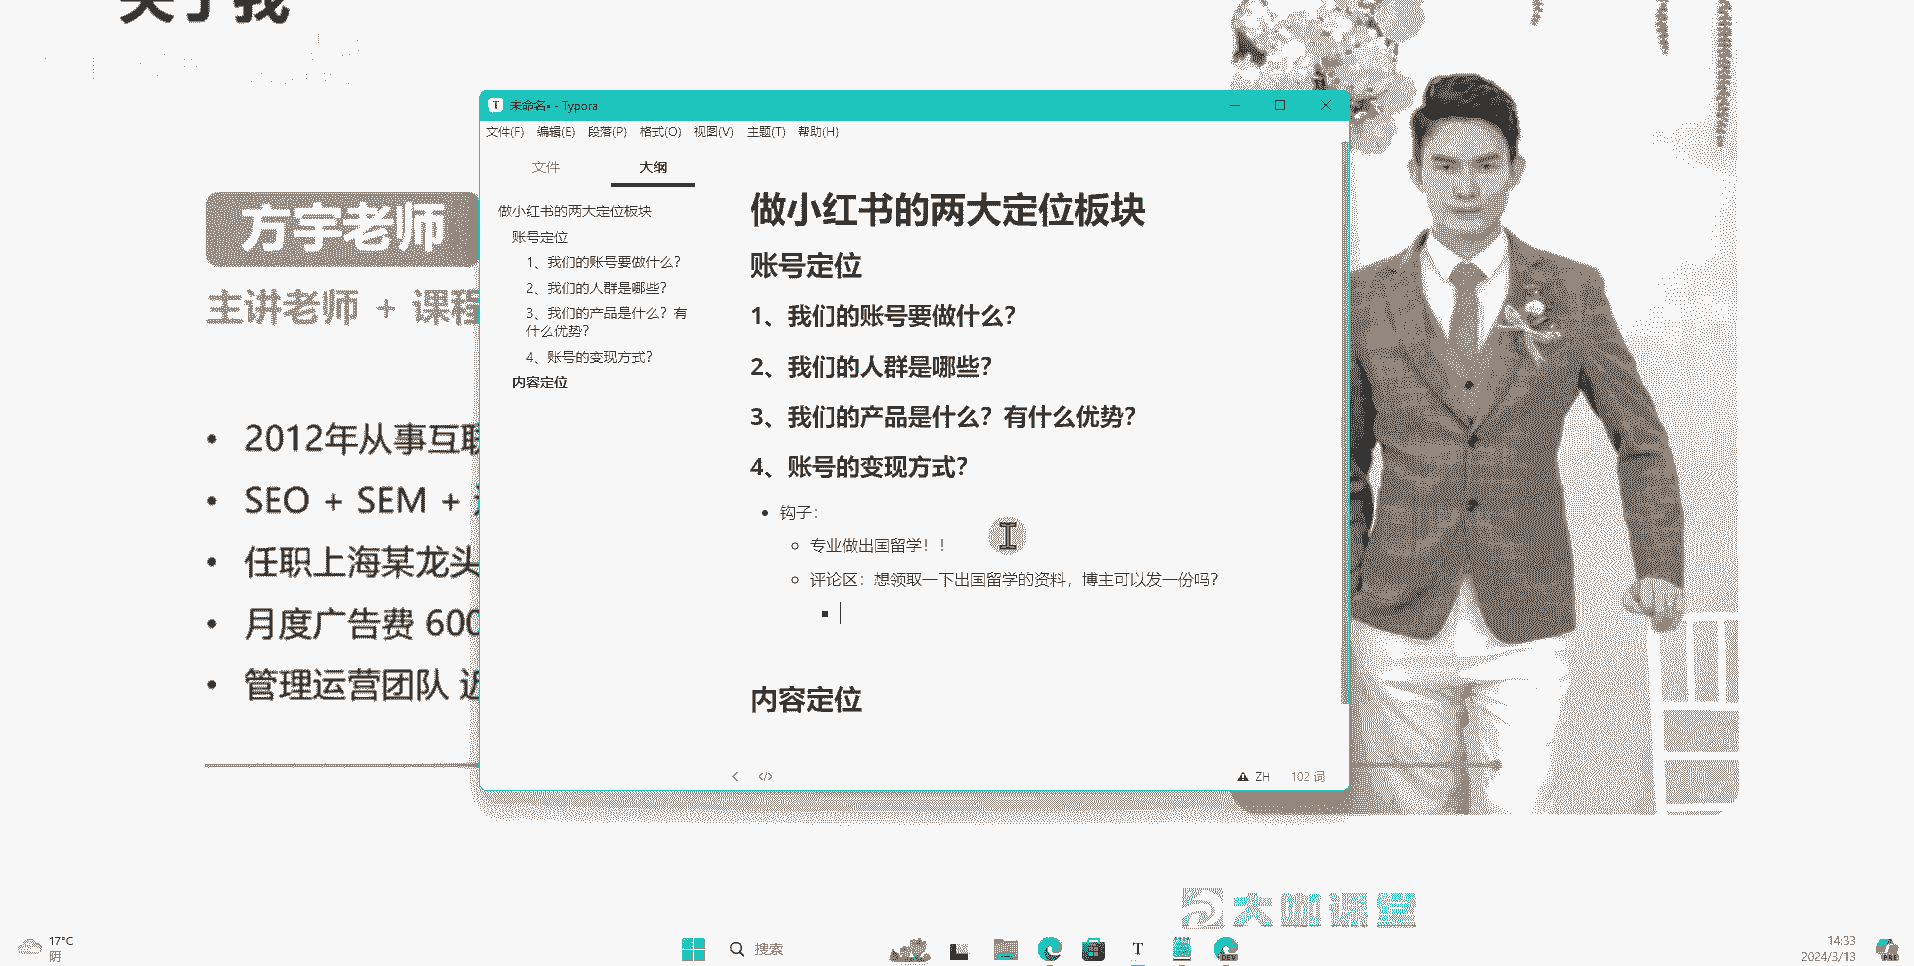 关于我
未命名• - Typora
文件(F) 编辑(E) 段落(P) 格式(O) 视图(V) 主题(T) 帮助(H)
文件 大纲
做小红书的两大定位板块
账号定位
1、我们的账号要做什么？
2、我们的人群是哪些？
3、我们的产品是什么？有
什么优势？
4、账号的变现方式？
内容定位
做小红书的两大定位板块
账号定位
1、我们的账号要做什么？
2、我们的人群是哪些？
3、我们的产品是什么？有什么优势？
4、账号的变现方式？
钩子：
专业做出国留学！！
评论区：想领取一下出国留学的资料，博主可以发一份吗？
内容定位
ZH 102 词
方宇老师
主讲老师 + 课程
2012年从事互联
SEO + SEM +
任职上海某龙头
月度广告费 600
管理运营团队 近
大咖课堂
17°C
阴
搜索
T
DEV
14:33
2024/3/13
PRE